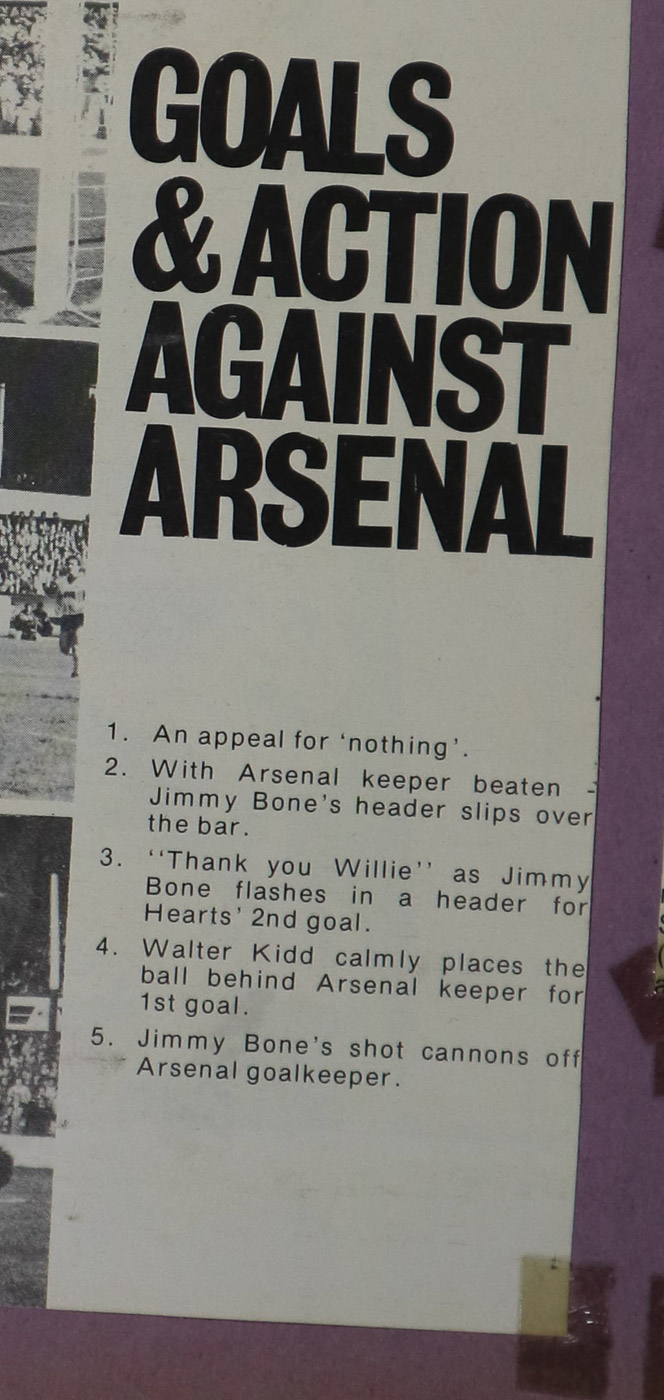 GOALS
& ACTION
AGAINST
ARSENAL
1. An appeal for ‘nothing’.
2. With Arsenal keeper beaten -
Jimmy Bone’s header slips over
the bar.
3. ‘‘Thank you Willie’’ as Jimmy
Bone flashes in a header for
Hearts’ 2nd goal.
4. Walter Kidd calmly places the
ball behind Arsenal keeper for
1st goal.
5. Jimmy Bone’s shot cannons off
Arsenal goalkeeper.